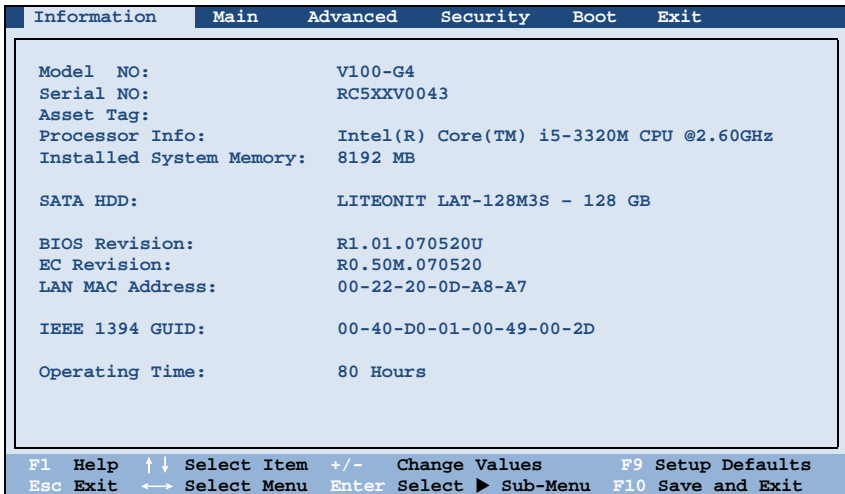 Information Main Advanced Security Boot Exit
Model NO: V100-G4
Serial NO: RC5XXV0043
Asset Tag:
Processor Info: Intel(R) Core(TM) i5-3320M CPU @2.60GHz
Installed System Memory: 8192 MB
SATA HDD: LITEONIT LAT-128M3S – 128 GB
BIOS Revision: R1.01.070520U
EC Revision: R0.50M.070520
LAN MAC Address: 00-22-20-0D-A8-A7
IEEE 1394 GUID: 00-40-D0-01-00-49-00-2D
Operating Time: 80 Hours
F1 Help ↑↓ Select Item +/- Change Values F9 Setup Defaults
Esc Exit ←→ Select Menu Enter Select ▶ Sub-Menu F10 Save and Exit